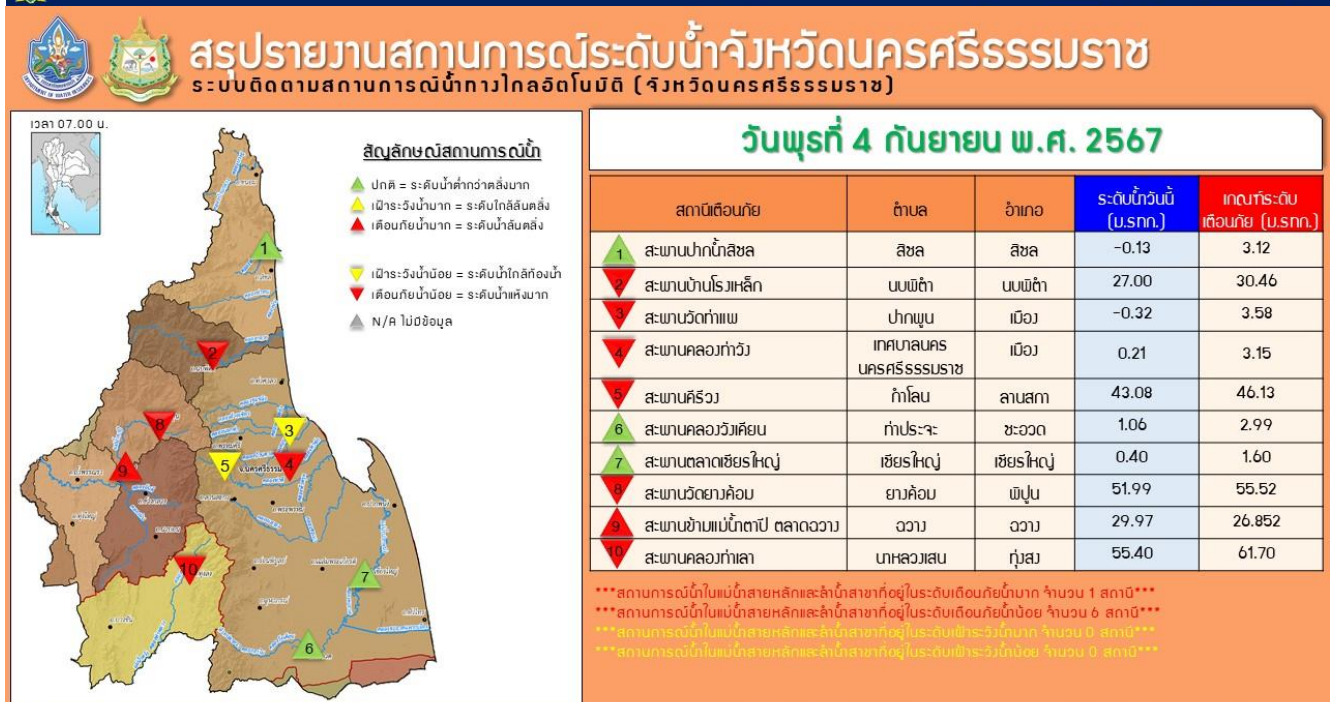 สรุปรายงานสถานการณ์ระดับน้ำจังหวัดนครศรีธรรมราช
ระบบติดตามสถานการณ์น้ำทางไกลอัตโนมัติ (จังหวัดนครศรีธรรมราช)
เวลา 07.00 น.
สัญลักษณ์สถานการณ์น้ำ
ปกติ = ระดับน้ำต่ำกว่าตลิ่งมาก
เฝ้าระวังน้ำมาก = ระดับใกล้ล้นตลิ่ง
เตือนภัยน้ำมาก = ระดับน้ำล้นตลิ่ง
เฝ้าระวังน้ำน้อย = ระดับน้ำใกล้ท้องน้ำ
เตือนภัยน้ำน้อย = ระดับน้ำแห้งมาก
N/A ไม่มีข้อมูล
1
2
3
8
9
5
4
10
7
6
วันพุธที่ 4 กันยายน พ.ศ. 2567
สถานีเตือนภัย ตำบล อำเภอ ระดับน้ำวันนี้ (ม.รทก.) เกณฑ์ระดับเตือนภัย (ม.รทก.)
1 สะพานปากน้ำสิชล สิชล สิชล -0.13 3.12
2 สะพานบ้านโรงเหล็ก นบพิตำ นบพิตำ 27.00 30.46
3 สะพานวัดท่าแพ ปากพูน เมือง -0.32 3.58
4 สะพานคลองท่าวัง เทศบาลนครนครศรีธรรมราช เมือง 0.21 3.15
5 สะพานคีรีวง กำโลน ลานสกา 43.08 46.13
6 สะพานคลองวังเคียน ท่าประจะ ชะอวด 1.06 2.99
7 สะพานตลาดเชียรใหญ่ เชียรใหญ่ เชียรใหญ่ 0.40 1.60
8 สะพานวัดยางค้อม ยางค้อม พิปูน 51.99 55.52
9 สะพานข้ามแม่น้ำตาปี ตลาดฉวาง ฉวาง ฉวาง 29.97 26.852
10 สะพานคลองท่าเลา นาหลวงเสน ทุ่งสง 55.40 61.70
***สถานการณ์น้ำในแม่น้ำสายหลักและลำน้ำสาขาที่อยู่ในระดับเตือนภัยน้ำมาก จำนวน 1 สถานี***
***สถานการณ์น้ำในแม่น้ำสายหลักและลำน้ำสาขาที่อยู่ในระดับเตือนภัยน้ำน้อย จำนวน 6 สถานี***
***สถานการณ์น้ำในแม่น้ำสายหลักและลำน้ำสาขาที่อยู่ในระดับเฝ้าระวังน้ำมาก จำนวน 0 สถานี***
***สถานการณ์น้ำในแม่น้ำสายหลักและลำน้ำสาขาที่อยู่ในระดับเฝ้าระวังน้ำน้อย จำนวน 0 สถานี***